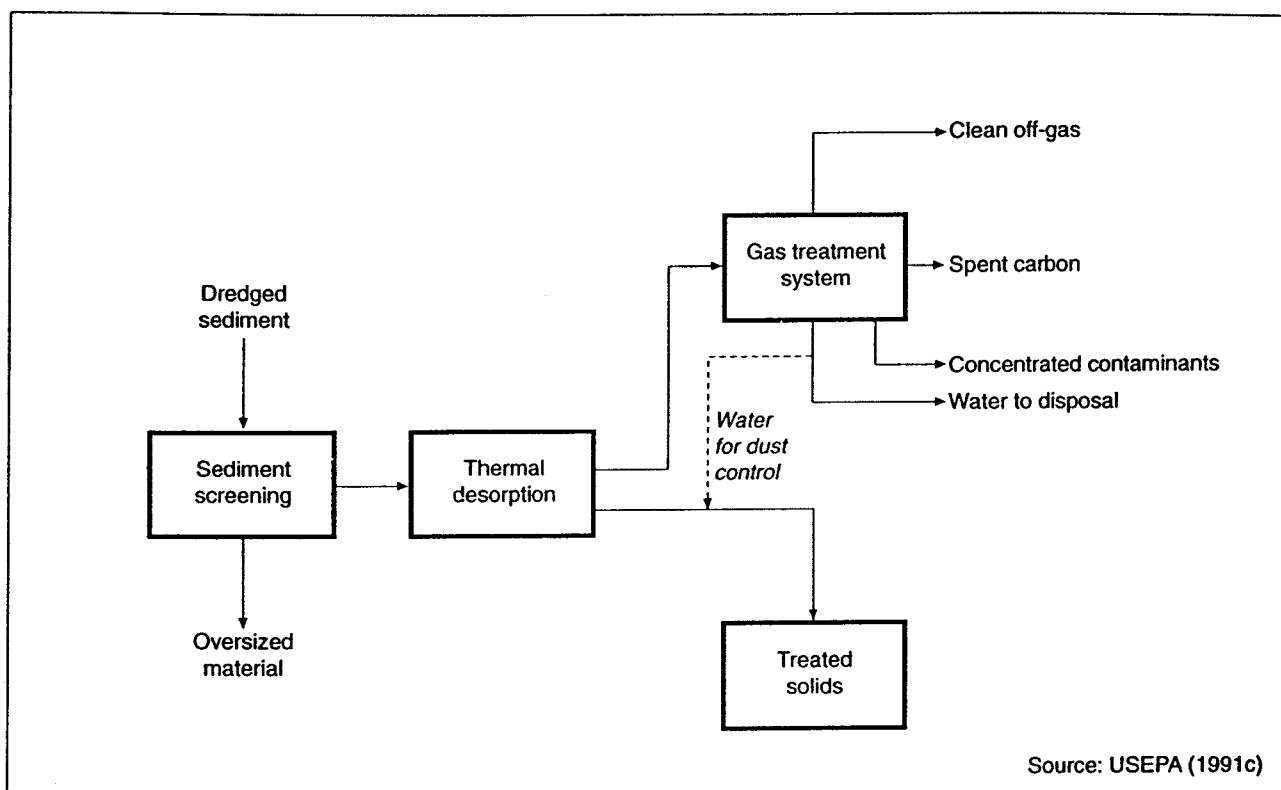 Clean off-gas
Gas treatment
system
Spent carbon
Dredged
sediment
Concentrated contaminants
Water to disposal
Water
for dust
control
Sediment
screening
Thermal
desorption
Oversized
material
Treated
solids
Source: USEPA (1991c)